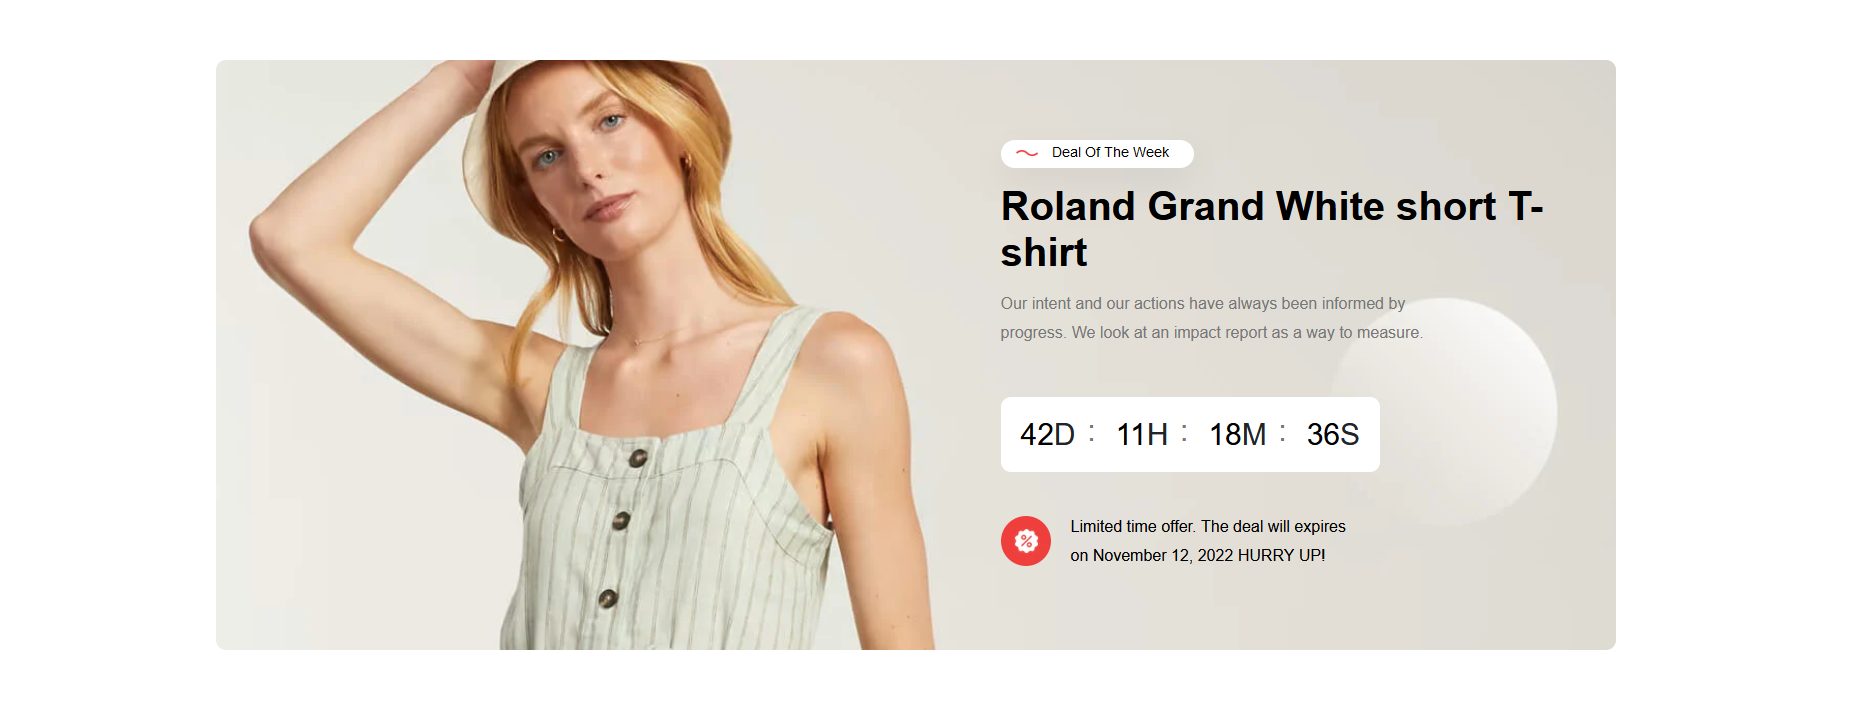 Deal Of The Week
Roland Grand White short T-
shirt
Our intent and our actions have always been informed by
progress. We look at an impact report as a way to measure.
42D : 11H : 18M : 36S
Limited time offer. The deal will expires
on November 12, 2022 HURRY UP!